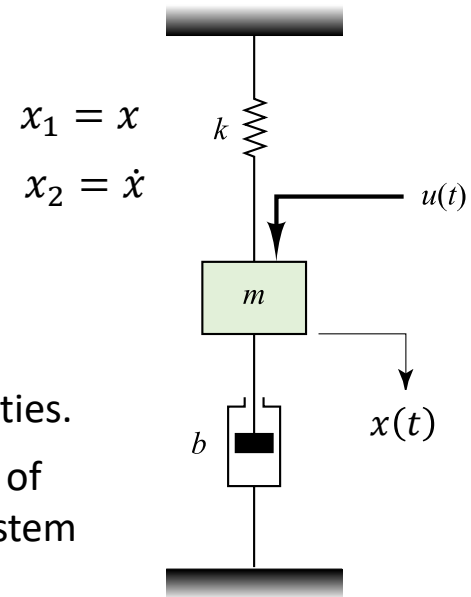 x₁ = x
x₂ = ẋ
k
u(t)
m
x(t)
b
ties.
of
stem